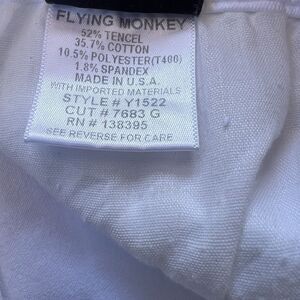 FLYING MONKEY
52% TENCEL
35.7% COTTON
10.5% POLYESTER(T400)
1.8% SPANDEX
MADE IN U.S.A.
WITH IMPORTED MATERIALS
STYLE # Y1522
CUT # 7683 G
RN # 138395
SEE REVERSE FOR CARE